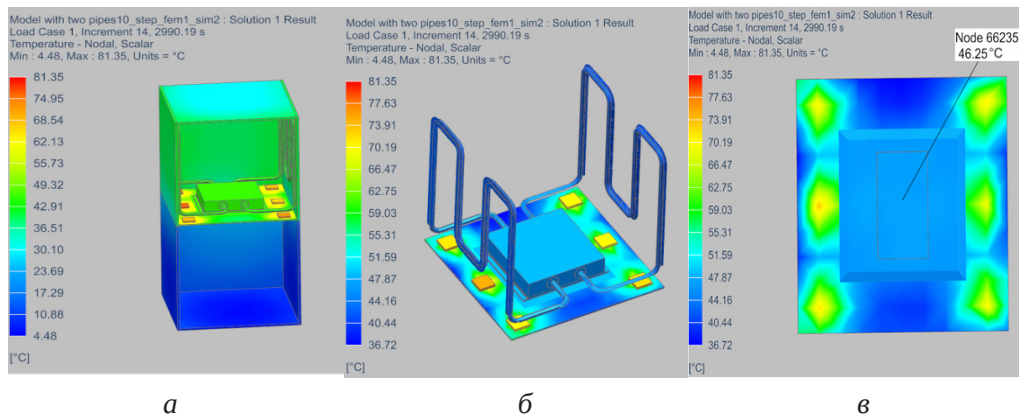 Model with two pipes10_step_fem1_sim2 : Solution 1 Result
Load Case 1, Increment 14, 2990.19 s
Temperature - Nodal, Scalar
Min : 4.48, Max : 81.35, Units = °C
81.35
74.95
68.54
62.13
55.73
49.32
42.91
36.51
30.10
23.69
17.29
10.88
4.48
[°C]
а
Model with two pipes10_step_fem1_sim2 : Solution 1 Result
Load Case 1, Increment 14, 2990.19 s
Temperature - Nodal, Scalar
Min : 4.48, Max : 81.35, Units = °C
81.35
77.63
73.91
70.19
66.47
62.75
59.03
55.31
51.59
47.87
44.16
40.44
36.72
[°C]
б
Model with two pipes10_step_fem1_sim2 : Solution 1 Result
Load Case 1, Increment 14, 2990.19 s
Temperature - Nodal, Scalar
Min : 4.48, Max : 81.35, Units = °C
Node 66235
46.25 °C
81.35
77.63
73.91
70.19
66.47
62.75
59.03
55.31
51.59
47.87
44.16
40.44
36.72
[°C]
в